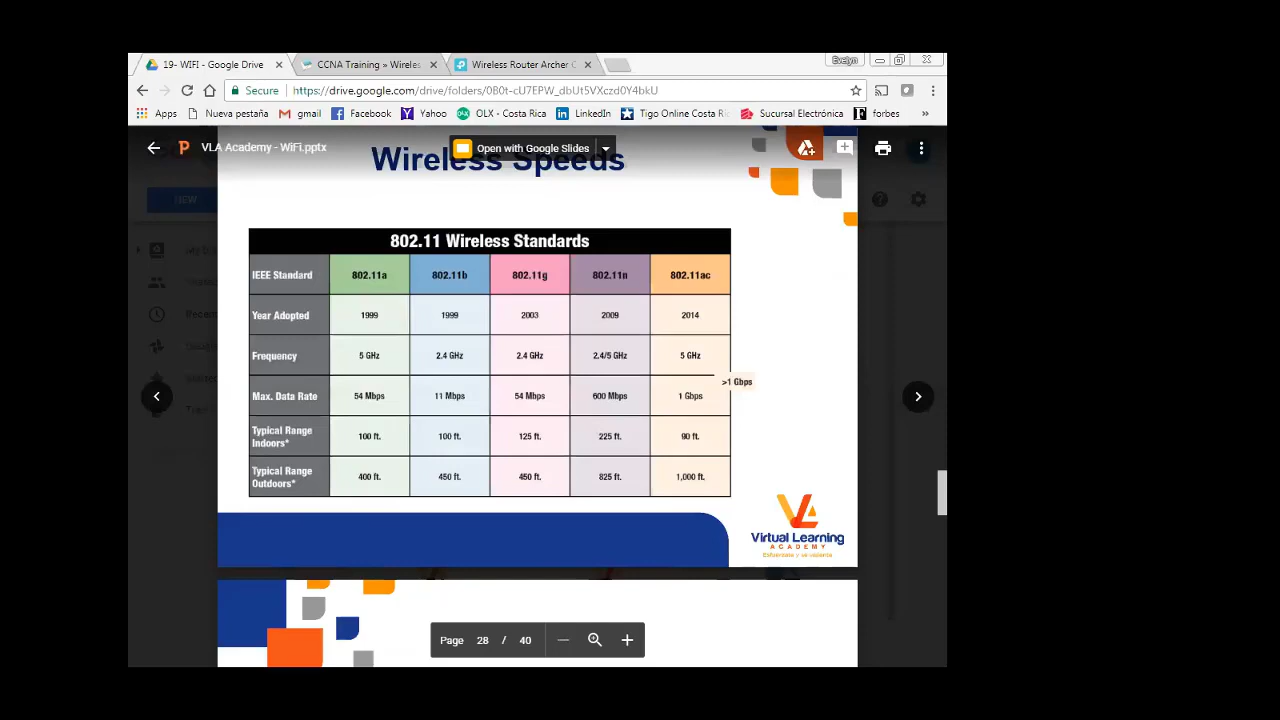 19- WIFI - Google Drive
CCNA Training » Wireles
Wireless Router Archer C
Evelyn
Secure
https://drive.google.com/drive/folders/0B0t-cU7EPW_dbUt5VXczd0Y4bkU
Apps
Nueva pestaña
gmail
Facebook
Yahoo
OLX - Costa Rica
LinkedIn
Tigo Online Costa Ri
Sucursal Electrónica
forbes
»
VLA Academy - WiFi.pptx
Open with Google Slides
Wireless Speeds
NEW
802.11 Wireless Standards
IEEE Standard 802.11a 802.11b 802.11g 802.11n 802.11ac
Year Adopted 1999 1999 2003 2009 2014
Frequency 5 GHz 2.4 GHz 2.4 GHz 2.4/5 GHz 5 GHz
>1 Gbps
Max. Data Rate 54 Mbps 11 Mbps 54 Mbps 600 Mbps 1 Gbps
Typical Range
Indoors* 100 ft. 100 ft. 125 ft. 225 ft. 90 ft.
Typical Range
Outdoors* 400 ft. 450 ft. 450 ft. 825 ft. 1,000 ft.
Virtual Learning
ACADEMY
Page 28 / 40